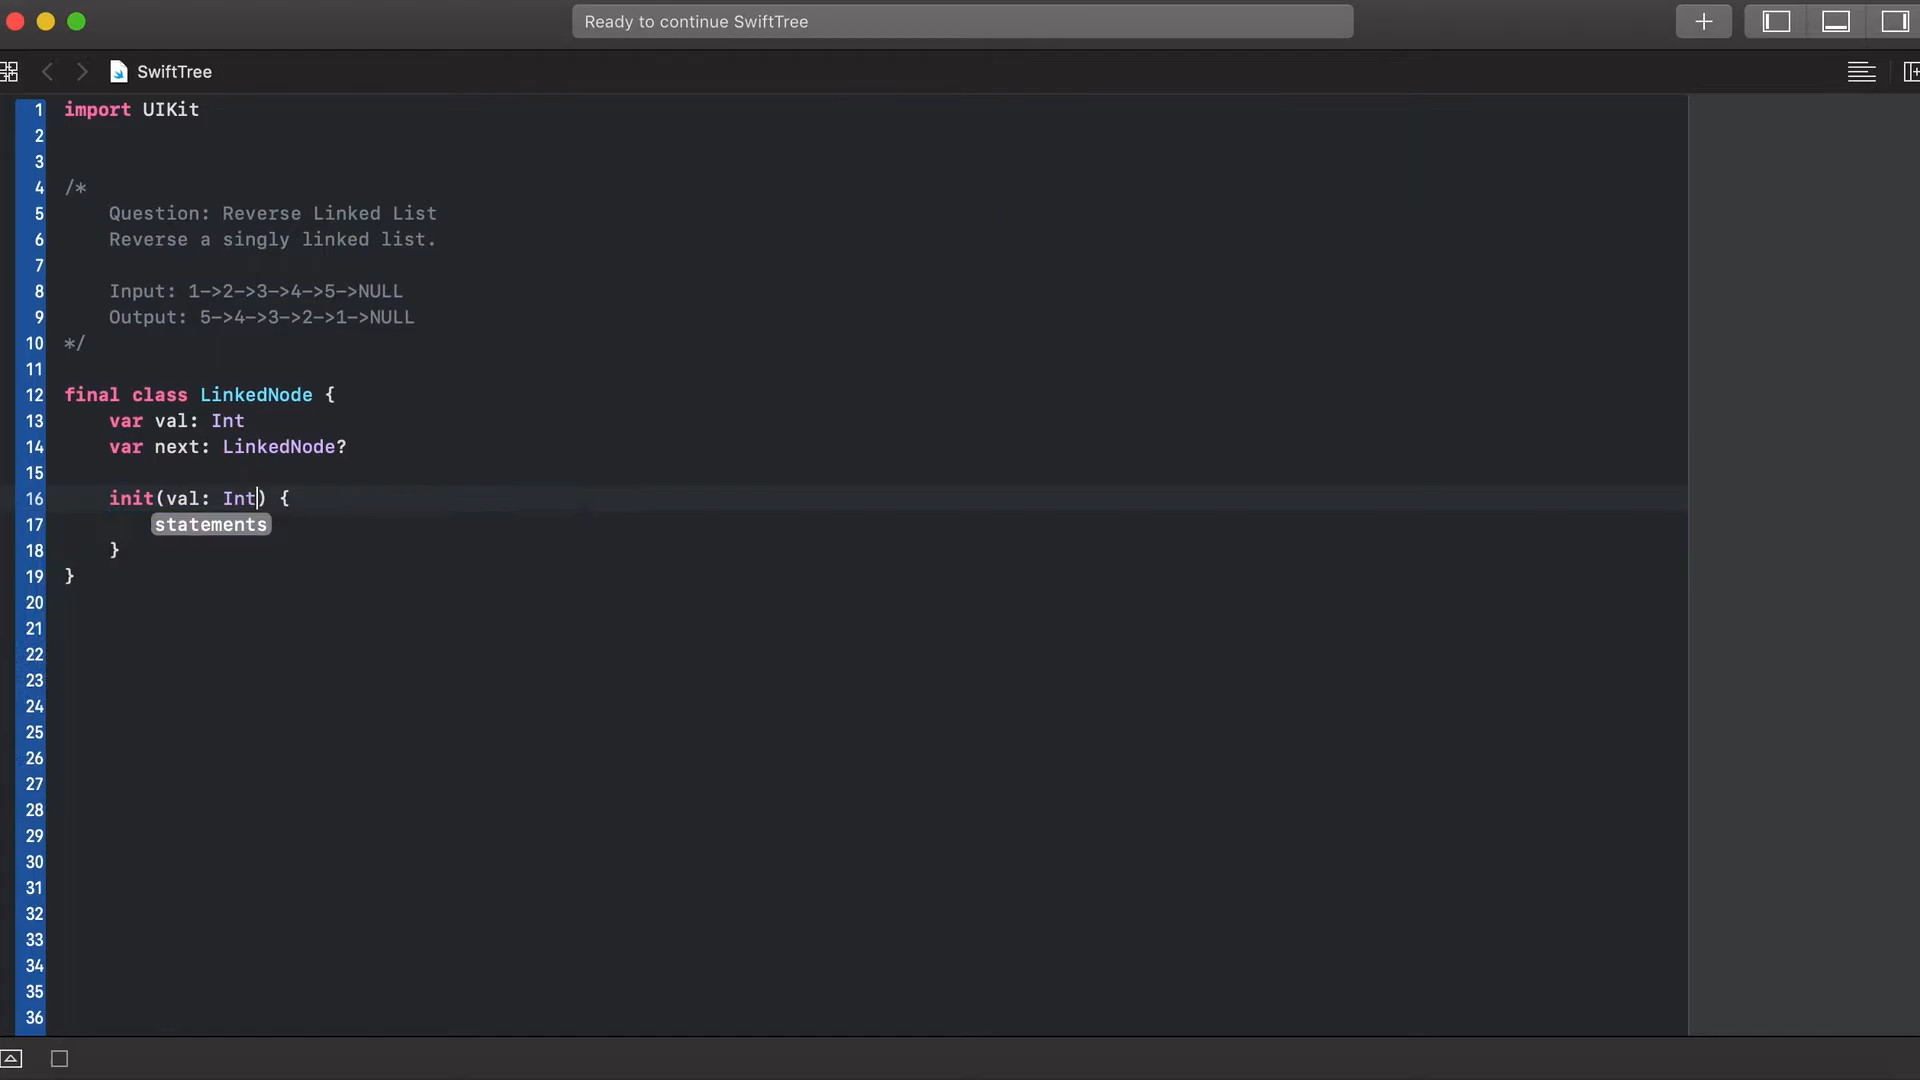 Ready to continue SwiftTree
SwiftTree
1 import UIKit
2
3
4 /*
5 Question: Reverse Linked List
6 Reverse a singly linked list.
7
8 Input: 1->2->3->4->5->NULL
9 Output: 5->4->3->2->1->NULL
10 */
11
12 final class LinkedNode {
13 var val: Int
14 var next: LinkedNode?
15
16 init(val: Int) {
17 statements
18 }
19 }
20
21
22
23
24
25
26
27
28
29
30
31
32
33
34
35
36